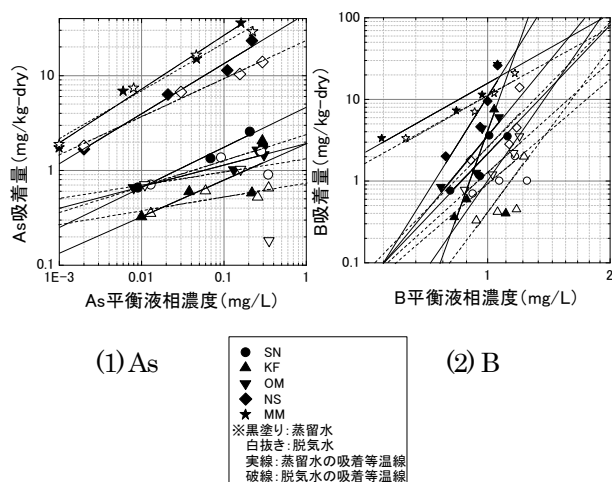 As吸着量(mg/kg-dry)
10
1
0.1
1E-3
0.01
0.1
1
As平衡液相濃度(mg/L)
(1) As
B吸着量(mg/kg-dry)
100
10
1
0.1
1.0
2
B平衡液相濃度(mg/L)
(2) B
SN
KF
OM
NS
MM
※黒塗り:蒸留水
白抜き:脱気水
実線:蒸留水の吸着等温線
破線:脱気水の吸着等温線